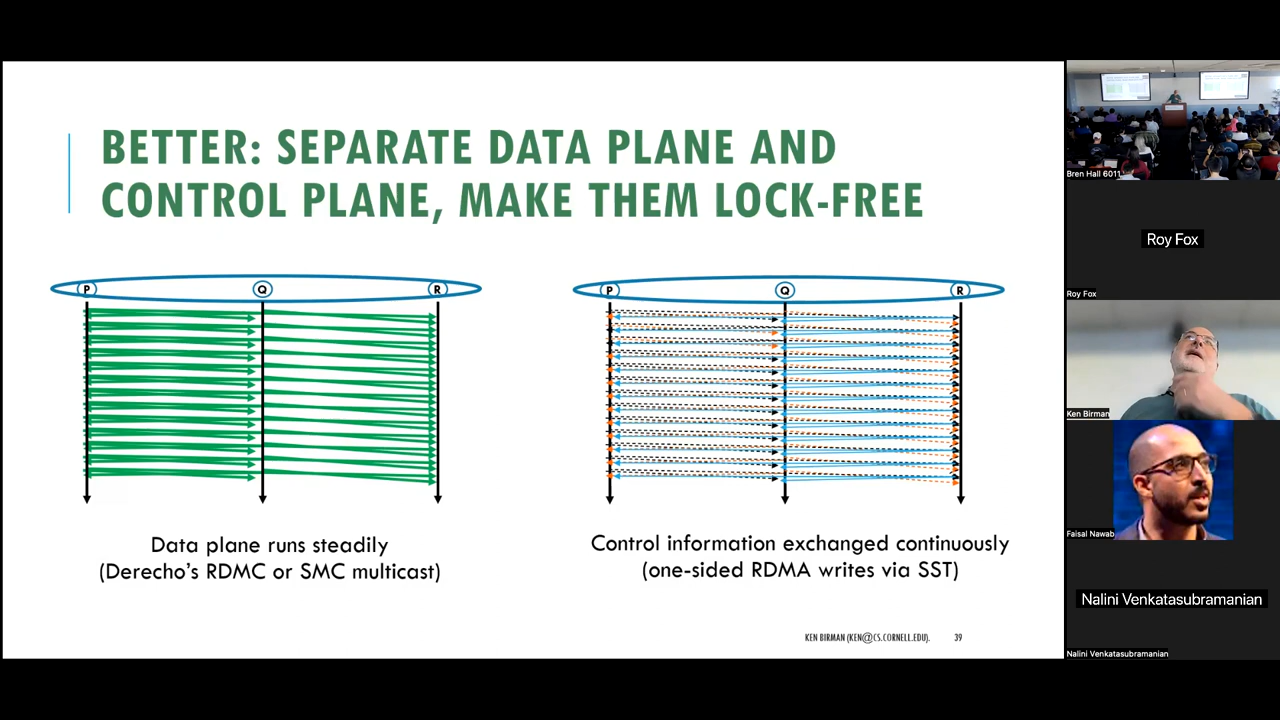 BETTER: SEPARATE DATA PLANE AND
CONTROL PLANE, MAKE THEM LOCK-FREE
P
Q
R
P
Q
R
Data plane runs steadily
(Derecho's RDMC or SMC multicast)
Control information exchanged continuously
(one-sided RDMA writes via SST)
KEN BIRMAN (KEN@CS.CORNELL.EDU).
39
Bren Hall 6011
Roy Fox
Roy Fox
Ken Birman
Faisal Nawab
Nalini Venkatasubramanian
Nalini Venkatasubramanian